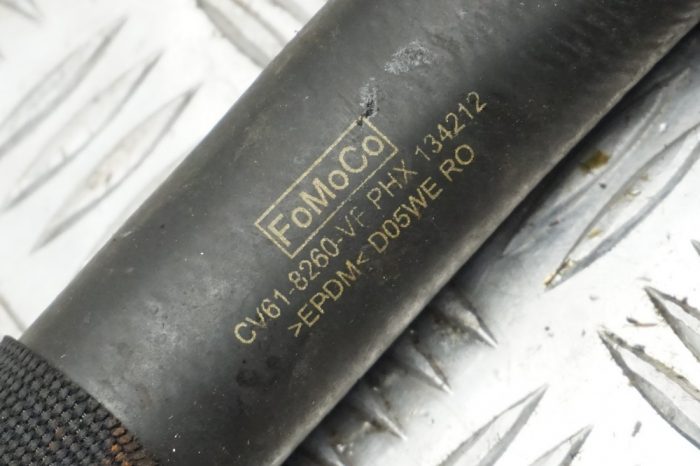 FoMoCo
CV61-8260-VF PHX 134212
>EPDM< D05WE RO